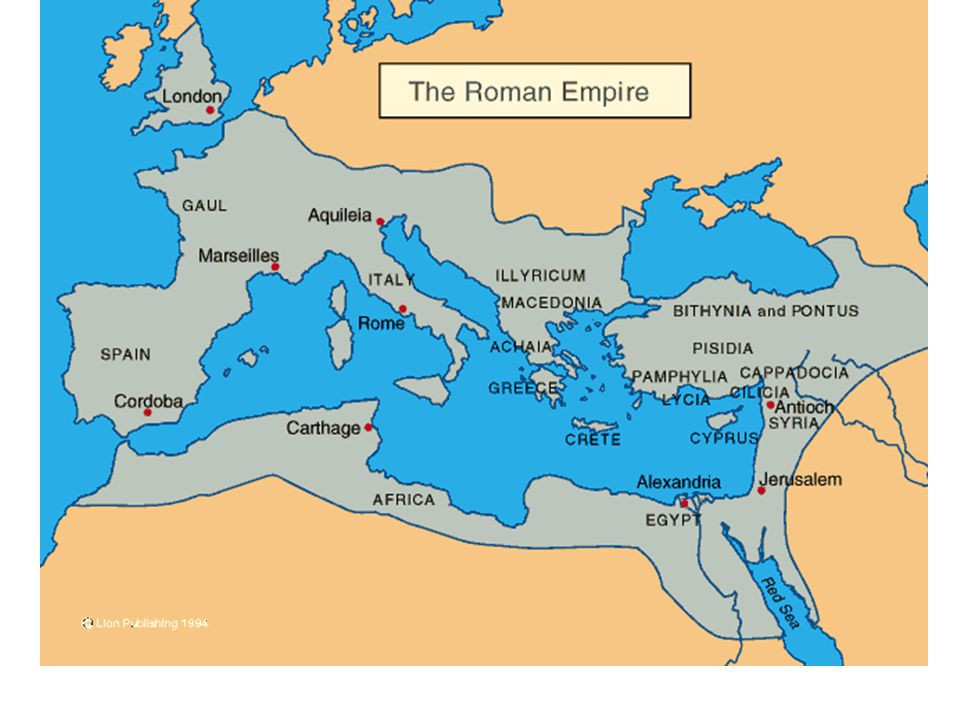 The Roman Empire
London
GAUL
Aquileia
Marseilles
ITALY
ILLYRICUM
MACEDONIA
BITHYNIA and PONTUS
Rome
ACHAIA
PISIDIA
SPAIN
PAMPHYLIA
CAPPADOCIA
GREECE
CILICIA
LYCIA
Cordoba
Antioch
Carthage
SYRIA
CRETE
CYPRUS
Alexandria
Jerusalem
AFRICA
EGYPT
Red Sea
© Lion Publishing 1994